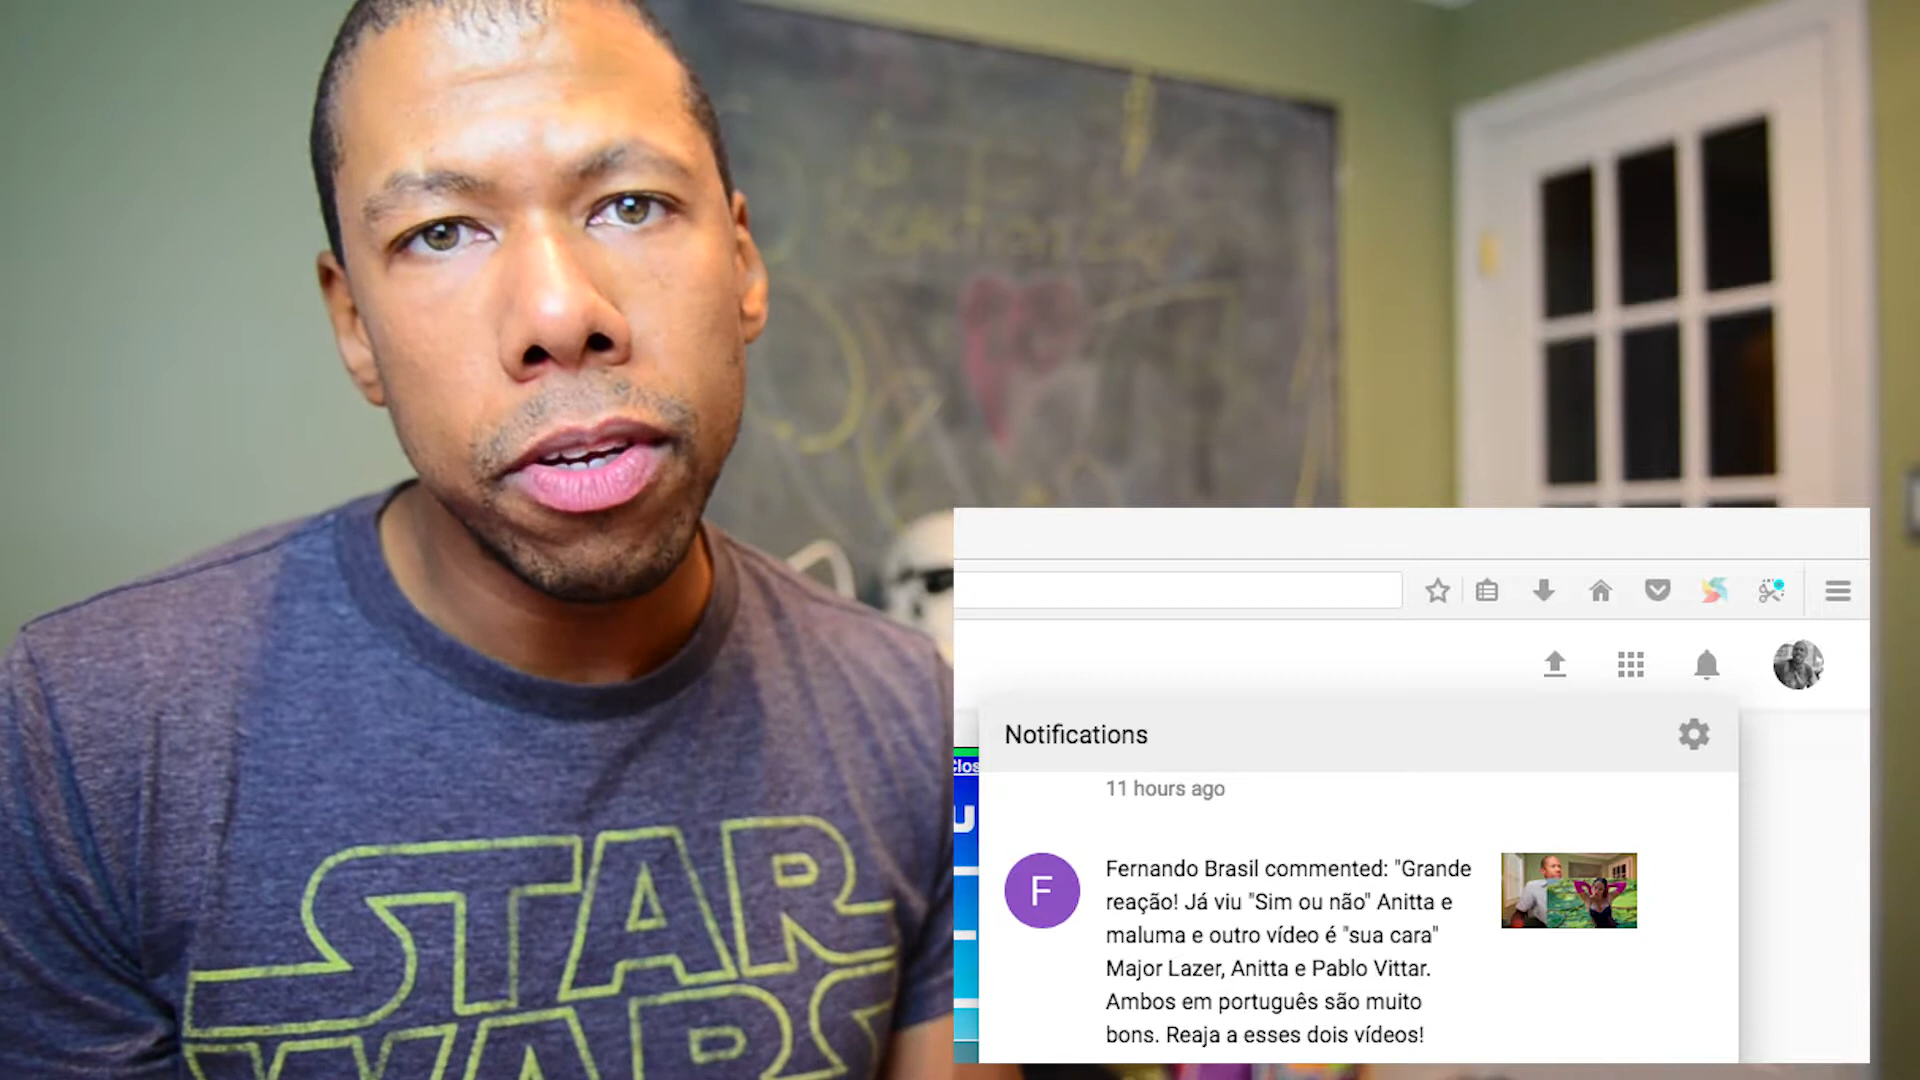 STAR
WARS
Clos
U
Notifications
11 hours ago
F
Fernando Brasil commented: "Grande
reação! Já viu "Sim ou não" Anitta e
maluma e outro vídeo é "sua cara"
Major Lazer, Anitta e Pablo Vittar.
Ambos em português são muito
bons. Reaja a esses dois vídeos!